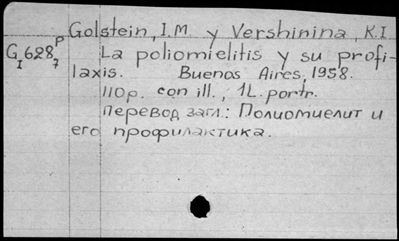 Golstein, I.M. y Vershinina, K.I.
G I 628 P/7 La poliomielitis y su profi-
laxis. Buenos Aires, 1958.
110p. con ill., 1L. portr.
перевод загл.: Полиомиелит и
его профилактика.